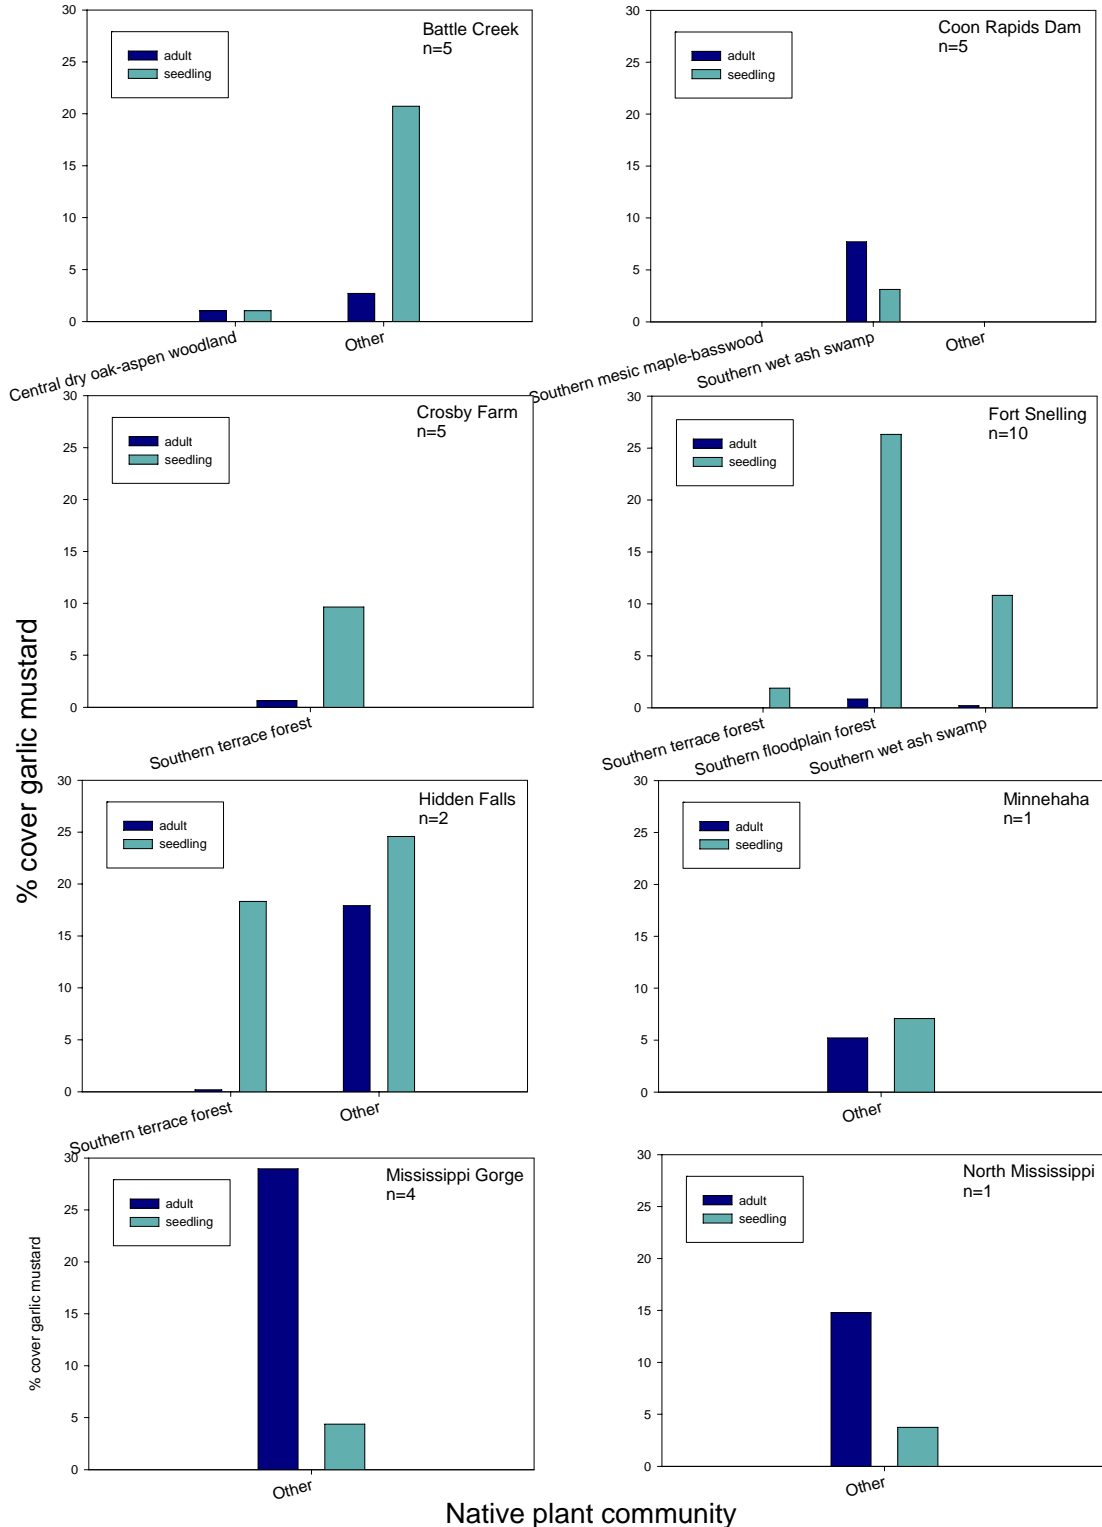 Battle Creek
n=5
adult
seedling
30
25
20
15
10
5
0
Central dry oak-aspen woodland
Other
Coon Rapids Dam
n=5
adult
seedling
30
25
20
15
10
5
0
Southern mesic maple-basswood
Southern wet ash swamp
Other
Crosby Farm
n=5
adult
seedling
30
25
20
15
10
5
0
Southern terrace forest
Fort Snelling
n=10
adult
seedling
30
25
20
15
10
5
0
Southern terrace forest
Southern floodplain forest
Southern wet ash swamp
% cover garlic mustard
Hidden Falls
n=2
adult
seedling
30
25
20
15
10
5
0
Southern terrace forest
Other
Minnehaha
n=1
adult
seedling
30
25
20
15
10
5
0
Other
Mississippi Gorge
n=4
adult
seedling
30
25
20
15
10
5
0
% cover garlic mustard
Other
North Mississippi
n=1
adult
seedling
30
25
20
15
10
5
0
Other
Native plant community